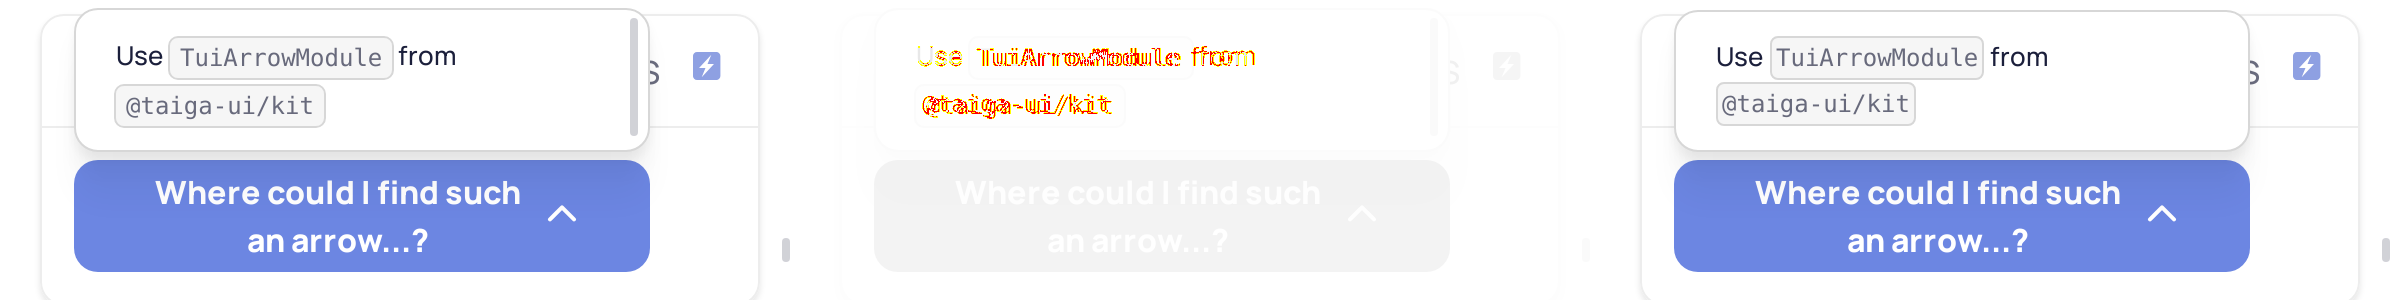 Use TuiArrowModule from
@taiga-ui/kit
s
Where could I find such
an arrow...?
Use TuiArrowModule from
@taiga-ui/kit
s
Where could I find such
an arrow...?
Use TuiArrowModule from
@taiga-ui/kit
s
Where could I find such
an arrow...?